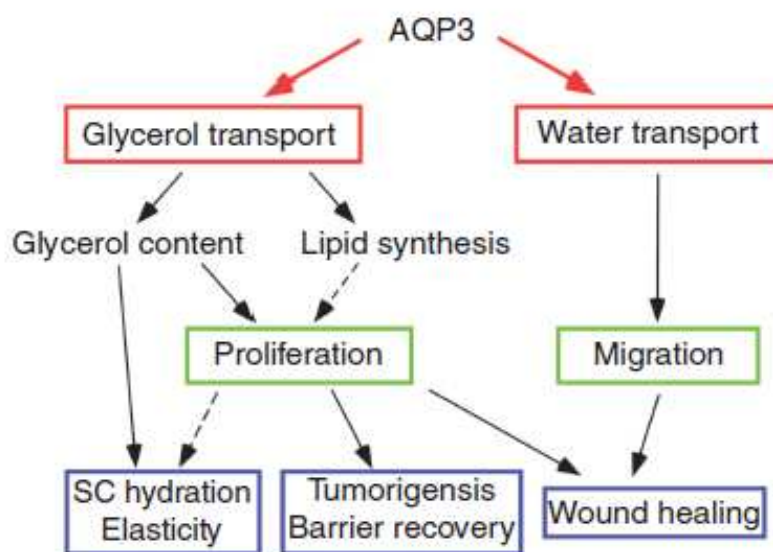 AQP3
Glycerol transport
Water transport
Glycerol content
Lipid synthesis
Proliferation
Migration
SC hydration
Elasticity
Tumorigensis
Barrier recovery
Wound healing